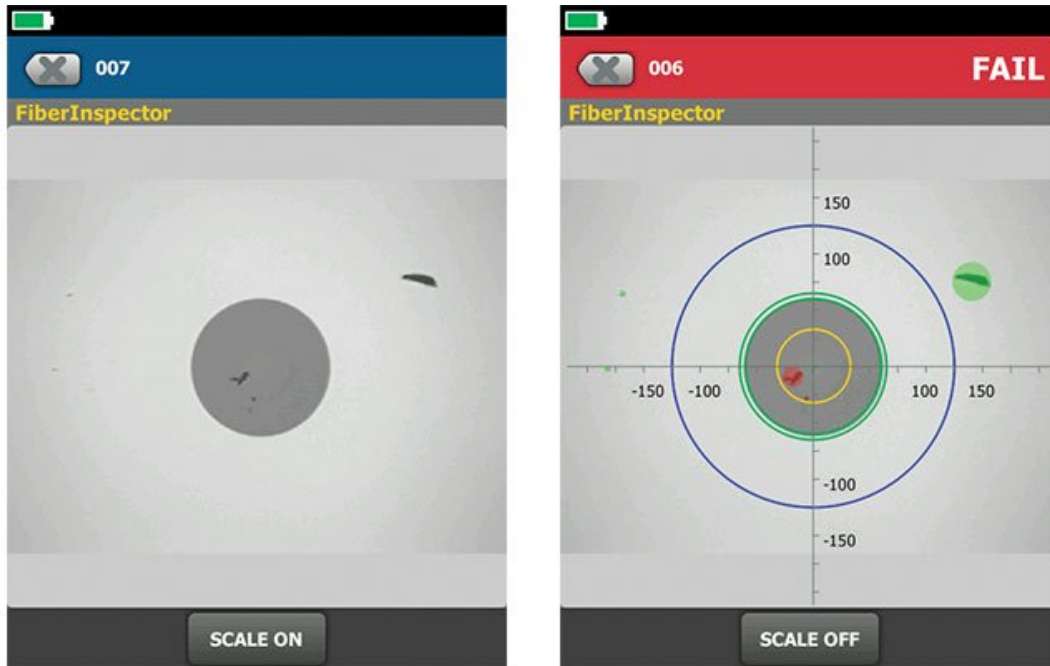 007
FiberInspector
SCALE ON
006 FAIL
FiberInspector
150
100
-150 -100 100 150
-100
-150
SCALE OFF